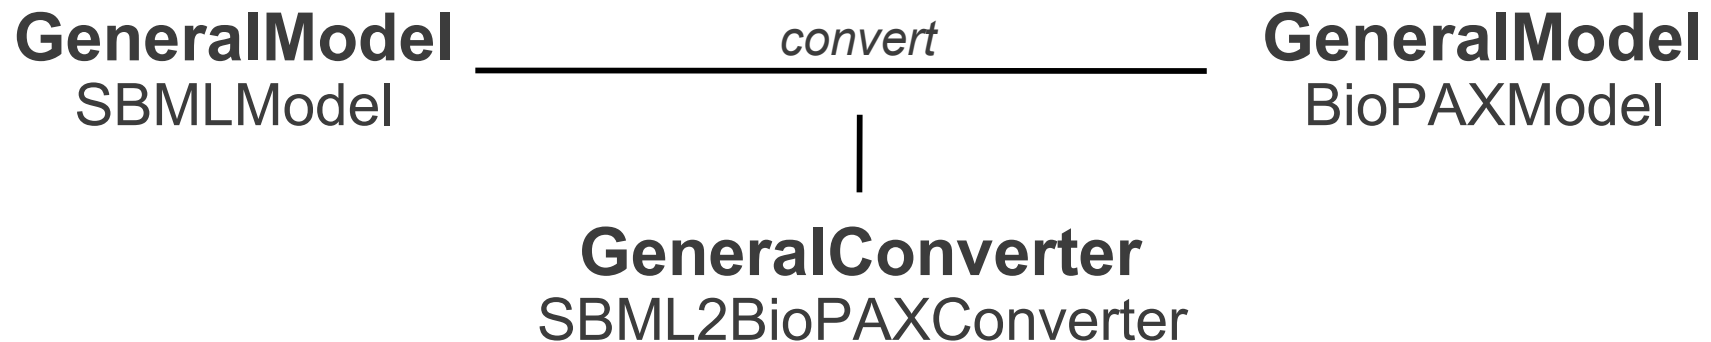 GeneralModel
SBMLModel
convert
GeneralModel
BioPAXModel
GeneralConverter
SBML2BioPAXConverter